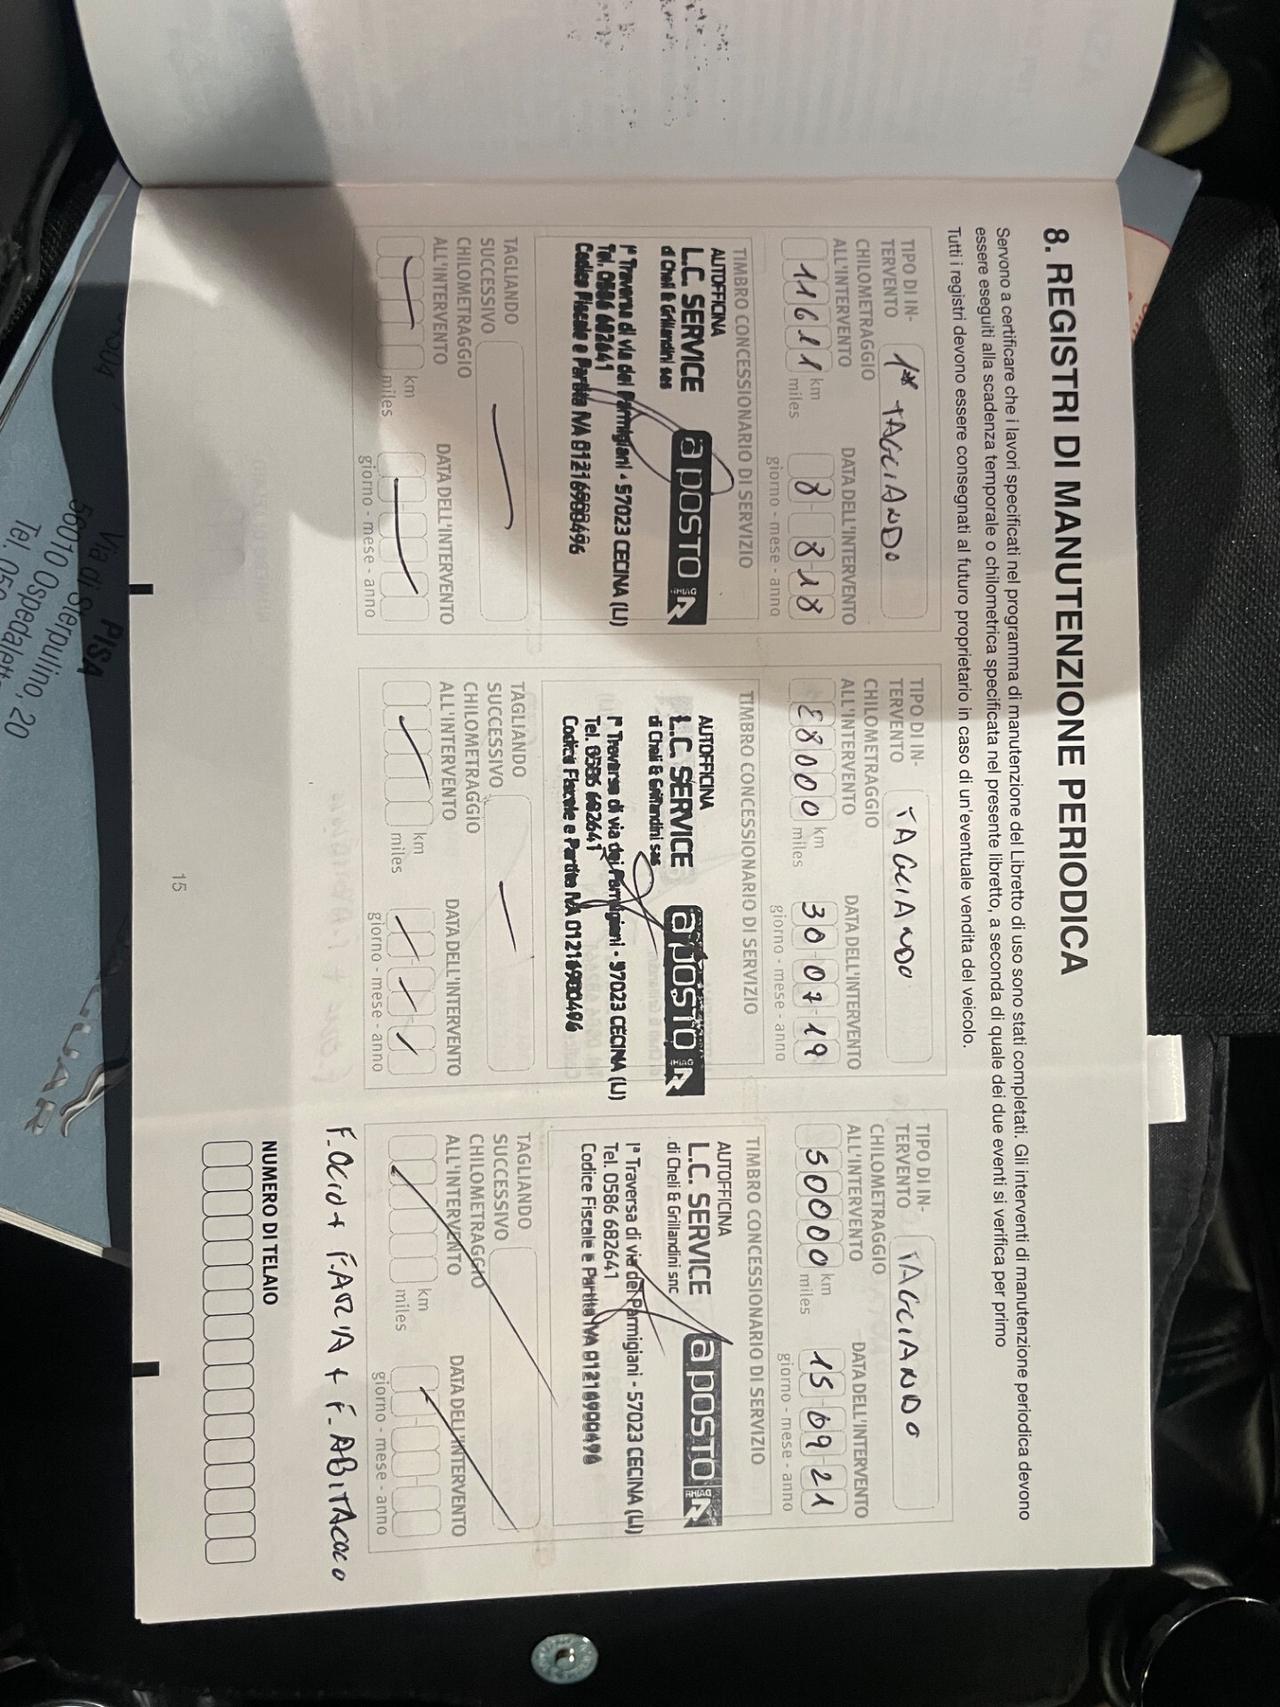 8. REGISTRI DI MANUTENZIONE PERIODICA
Servono a certificare che i lavori specificati nel programma di manutenzione del Libretto di uso sono stati completati. Gli interventi di manutenzione periodica devono
essere eseguiti alla scadenza temporale o chilometrica specificata nel presente libretto, a seconda di quale dei due eventi si verifica per primo
Tutti i registri devono essere consegnati al futuro proprietario in caso di un'eventuale vendita del veicolo.
TIPO DI IN-
TERVENTO
1° TAGLIANDO
CHILOMETRAGGIO
ALL'INTERVENTO
11611
km
miles
DATA DELL'INTERVENTO
8 8 18
giorno - mese - anno
TIMBRO CONCESSIONARIO DI SERVIZIO
AUTOFFICINA
L.C. SERVICE
di Cheli & Grillandini sas
a POSTO
Iª Traversa di via dei Parmigiani - 57023 CECINA (LI)
Tel. 0586 682641
Codice Fiscale e Partita IVA 01216900496
TAGLIANDO
SUCCESSIVO
CHILOMETRAGGIO
ALL'INTERVENTO
km
miles
DATA DELL'INTERVENTO
giorno - mese - anno
TIPO DI IN-
TERVENTO
TAGLIANDO
CHILOMETRAGGIO
ALL'INTERVENTO
km
miles
DATA DELL'INTERVENTO
30 07 19
giorno - mese - anno
TIMBRO CONCESSIONARIO DI SERVIZIO
AUTOFFICINA
L.C. SERVICE
di Cheli & Grillandini sas
a POSTO
Iª Traversa di via dei Parmigiani - 57023 CECINA (LI)
Tel. 0586 682641
Codice Fiscale e Partita IVA 01216900496
TAGLIANDO
SUCCESSIVO
CHILOMETRAGGIO
ALL'INTERVENTO
km
miles
DATA DELL'INTERVENTO
giorno - mese - anno
TIPO DI IN-
TERVENTO
TAGLIANDO
CHILOMETRAGGIO
ALL'INTERVENTO
50000
km
miles
DATA DELL'INTERVENTO
15 09 21
giorno - mese - anno
TIMBRO CONCESSIONARIO DI SERVIZIO
AUTOFFICINA
L.C. SERVICE
di Cheli & Grillandini snc
a POSTO
Iª Traversa di via dei Parmigiani - 57023 CECINA (LI)
Tel. 0586 682641
Codice Fiscale e Partita IVA 01216900496
TAGLIANDO
SUCCESSIVO
CHILOMETRAGGIO
ALL'INTERVENTO
km
miles
DATA DELL'INTERVENTO
giorno - mese - anno
F. OLIO + F. ARIA + F. ABITACOLO
NUMERO DI TELAIO
15
PISA
Via di Sterpulino, 20
56010 Ospedalett
Tel. 050